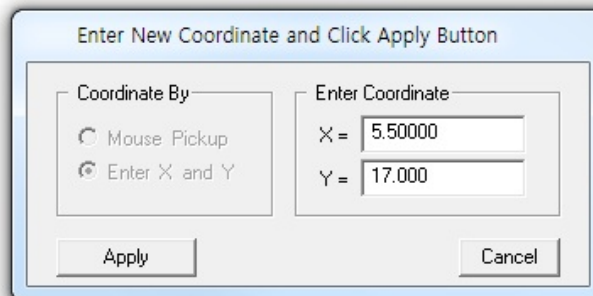 Enter New Coordinate and Click Apply Button
Coordinate By
Mouse Pickup
Enter X and Y
Enter Coordinate
X = 5.50000
Y = 17.000
Apply
Cancel